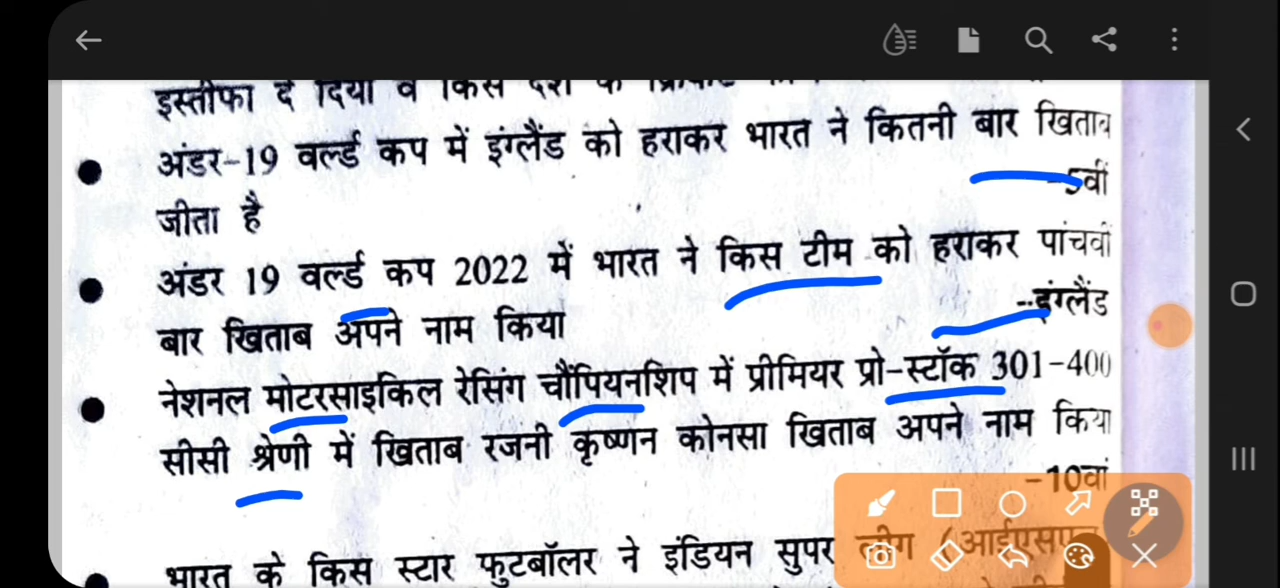 इस्तीफा दे दिया व किस देश के
अंडर-19 वर्ल्ड कप में इंग्लैंड को हराकर भारत ने कितनी बार खिताब
-5वीं
जीता है
अंडर 19 वर्ल्ड कप 2022 में भारत ने किस टीम को हराकर पांचवीं
--इंग्लैंड
बार खिताब अपने नाम किया
नेशनल मोटरसाइकिल रेसिंग चौंपियनशिप में प्रीमियर प्रो-स्टॉक 301-400
सीसी श्रेणी में खिताब रजनी कृष्णन कोनसा खिताब अपने नाम किया
-10वां
भारत के किस स्टार फुटबॉलर ने इंडियन सुपर लीग (आईएसएल